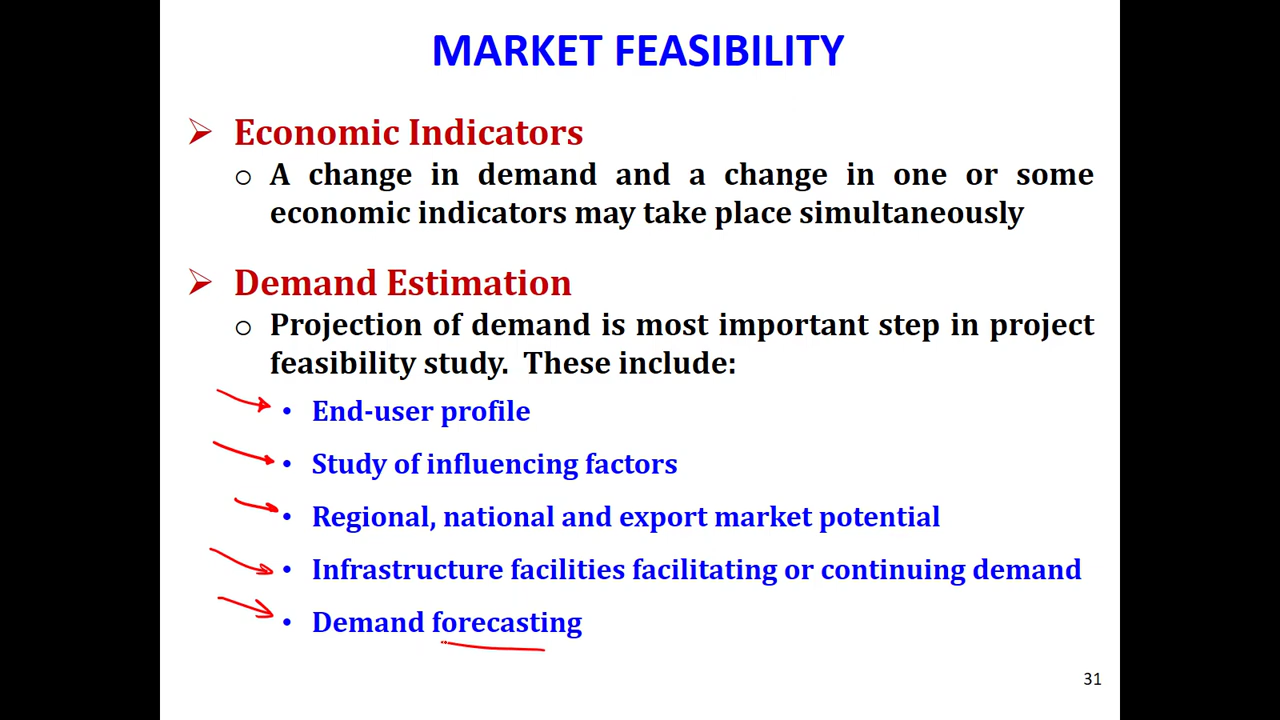 MARKET FEASIBILITY
➢ Economic Indicators
o A change in demand and a change in one or some
economic indicators may take place simultaneously
➢ Demand Estimation
o Projection of demand is most important step in project
feasibility study. These include:
• End-user profile
• Study of influencing factors
• Regional, national and export market potential
• Infrastructure facilities facilitating or continuing demand
• Demand forecasting
31